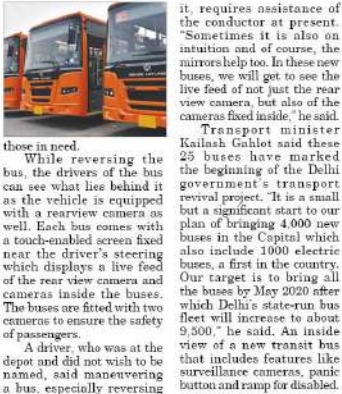 those in need.
While reversing the
bus, the drivers of the bus
can see what lies behind it
as the vehicle is equipped
with a rearview camera as
well. Each bus comes with
a touch-enabled screen fixed
near the driver's steering
which displays a live feed
of the rear view camera and
cameras inside the buses.
The buses are fitted with two
cameras to ensure the safety
of passengers.
A driver, who was at the
depot and did not wish to be
named, said maneuvering
a bus, especially reversing
it, requires assistance of
the conductor at present.
"Sometimes it is also on
intuition and of course, the
mirrors help too. In these new
buses, we will get to see the
live feed of not just the rear
view camera, but also of the
cameras fixed inside," he said.
Transport minister
Kailash Gahlot said these
25 buses have marked
the beginning of the Delhi
government's transport
revival project. "It is a small
but a significant start to our
plan of bringing 4,000 new
buses in the Capital which
also include 1000 electric
buses, a first in the country.
Our target is to bring all
the buses by May 2020 after
which Delhi's state-run bus
fleet will increase to about
9,500," he said. An inside
view of a new transit bus
that includes features like
surveillance cameras, panic
button and ramp for disabled.